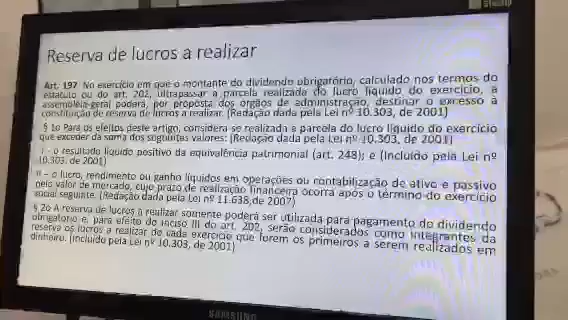 Reserva de lucros a realizar
Art. 197 No exercício em que o montante do dividendo obrigatório, calculado nos termos do
estatuto ou do art. 202, ultrapassar a parcela realizada do lucro líquido do exercício, a
assembléia-geral poderá, por proposta dos órgãos de administração, destinar o excesso à
constituição de reserva de lucros a realizar. (Redação dada pela Lei nº 10.303, de 2001)
§ 1o Para os efeitos deste artigo, considera-se realizada a parcela do lucro líquido do exercício
que exceder da soma dos seguintes valores: (Redação dada pela Lei nº 10.303, de 2001)
I - o resultado líquido positivo da equivalência patrimonial (art. 248); e (Incluído pela Lei nº
10.303, de 2001)
II – o lucro, rendimento ou ganho líquidos em operações ou contabilização de ativo e passivo
pelo valor de mercado, cujo prazo de realização financeira ocorra após o término do exercício
social seguinte. (Redação dada pela Lei nº 11.638,de 2007)
§ 2o A reserva de lucros a realizar somente poderá ser utilizada para pagamento do dividendo
obrigatório e, para efeito do inciso III do art. 202, serão considerados como integrantes da
reserva os lucros a realizar de cada exercício que forem os primeiros a serem realizados em
dinheiro. (Incluído pela Lei nº 10.303, de 2001)
SAMSUNG